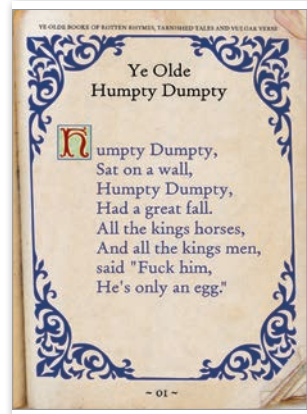 YE OLDE BOOKS OF ROTTEN RHYMES, TARNISHED TALES AND VULGAR VERSE
Ye Olde
Humpty Dumpty
Humpty Dumpty,
Sat on a wall,
Humpty Dumpty,
Had a great fall.
All the kings horses,
And all the kings men,
said "Fuck him,
He's only an egg."
~ 01 ~